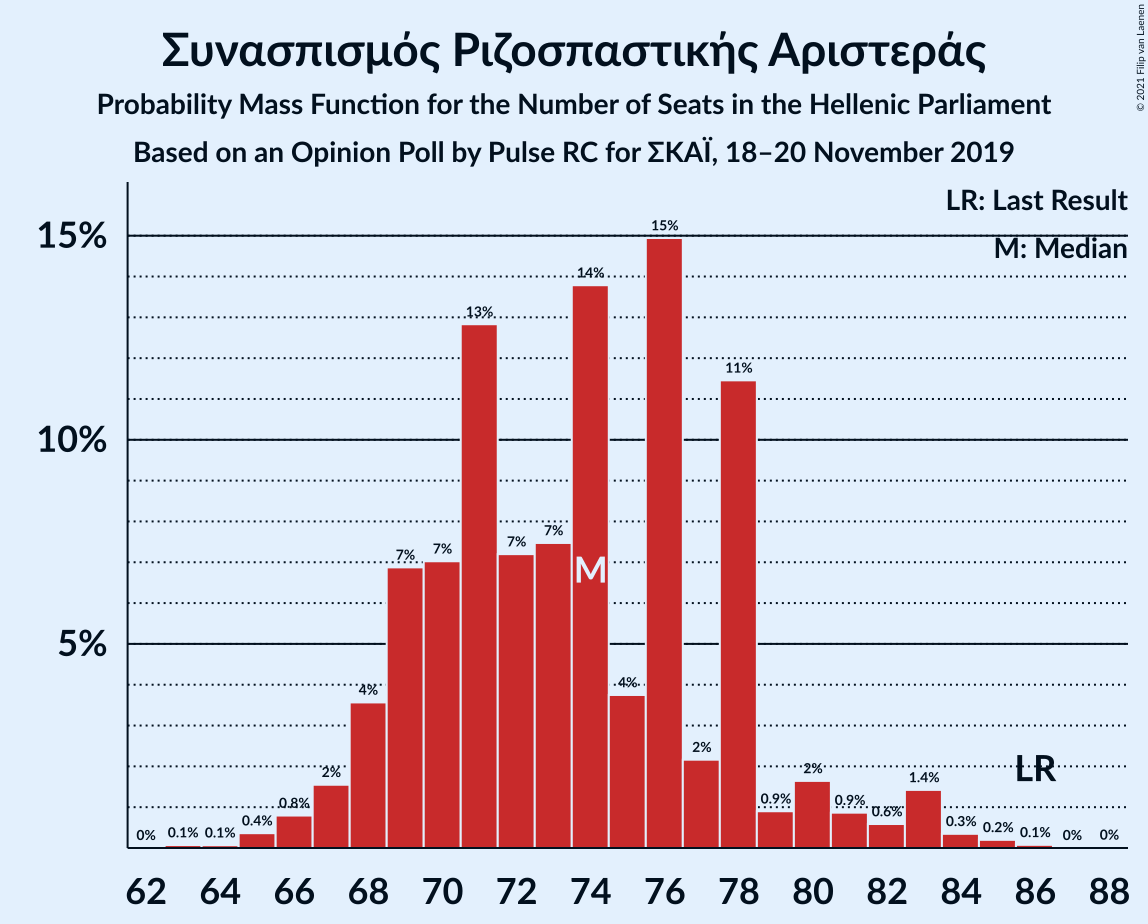 Συνασπισμός Ριζοσπαστικής Αριστεράς
Probability Mass Function for the Number of Seats in the Hellenic Parliament
Based on an Opinion Poll by Pulse RC for ΣΚΑΪ, 18–20 November 2019
© 2021 Filip van Laenen
LR: Last Result
M: Median
15%
10%
5%
0% 0.1% 0.1% 0.4% 0.8% 2% 4% 7% 7% 13% 7% 7% 14% 4% 15% 2% 11% 0.9% 2% 0.9% 0.6% 1.4% 0.3% 0.2% 0.1% 0% 0%
M
LR
62 64 66 68 70 72 74 76 78 80 82 84 86 88